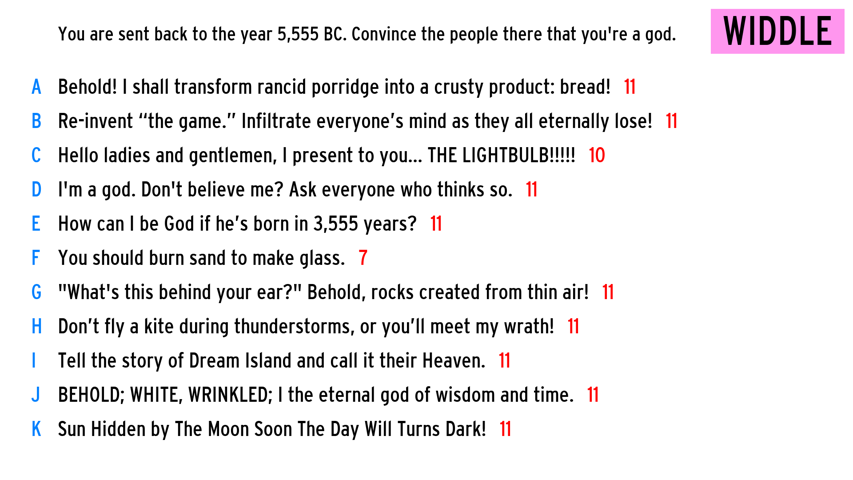 You are sent back to the year 5,555 BC. Convince the people there that you're a god.
WIDDLE
A Behold! I shall transform rancid porridge into a crusty product: bread! 11
B Re-invent “the game.” Infiltrate everyone’s mind as they all eternally lose! 11
C Hello ladies and gentlemen, I present to you... THE LIGHTBULB!!!!! 10
D I'm a god. Don't believe me? Ask everyone who thinks so. 11
E How can I be God if he’s born in 3,555 years? 11
F You should burn sand to make glass. 7
G "What's this behind your ear?" Behold, rocks created from thin air! 11
H Don’t fly a kite during thunderstorms, or you’ll meet my wrath! 11
I Tell the story of Dream Island and call it their Heaven. 11
J BEHOLD; WHITE, WRINKLED; I the eternal god of wisdom and time. 11
K Sun Hidden by The Moon Soon The Day Will Turns Dark! 11